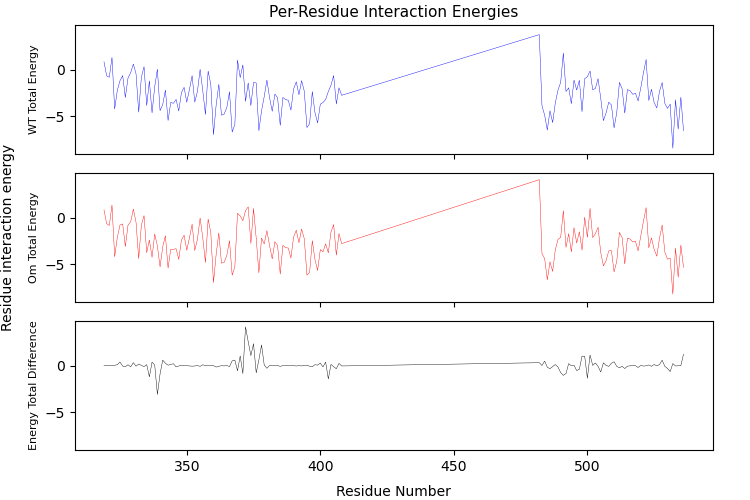 Per-Residue Interaction Energies
Residue interaction energy
WT Total Energy
0
−5
Om Total Energy
0
−5
Energy Total Difference
0
−5
350 400 450 500
Residue Number